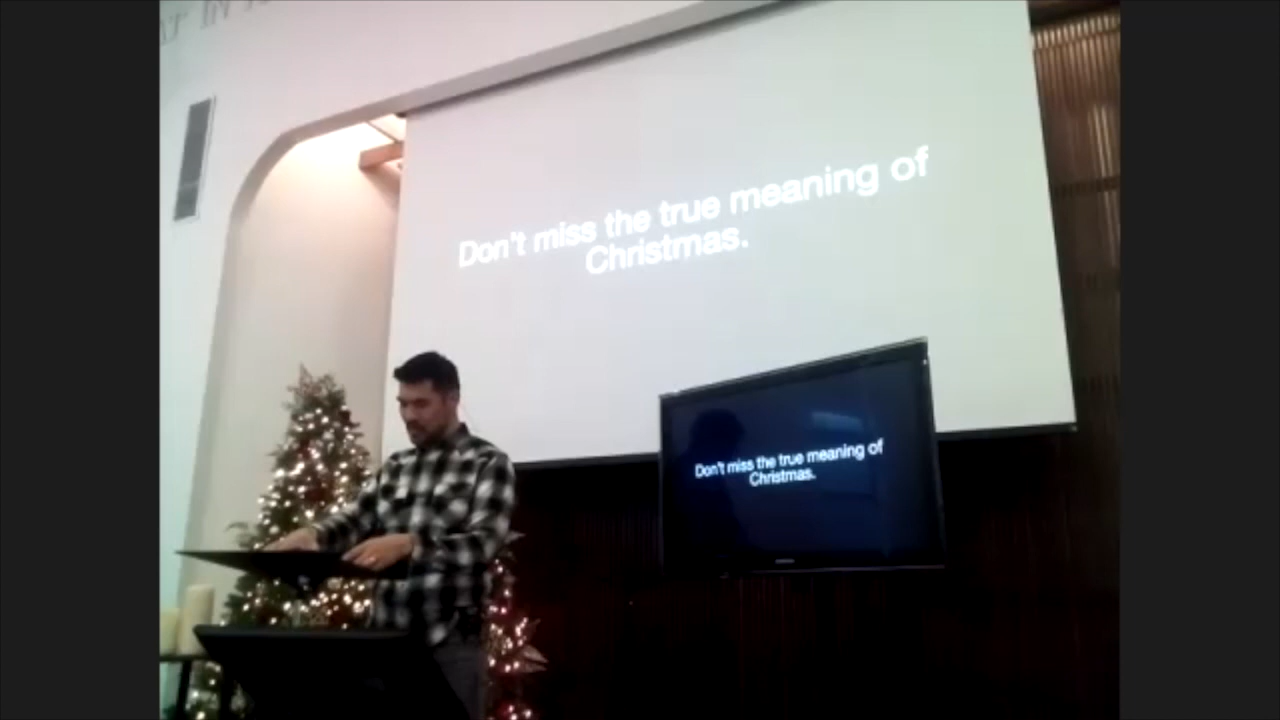 Don't miss the true meaning of
Christmas.
Don't miss the true meaning of
Christmas.